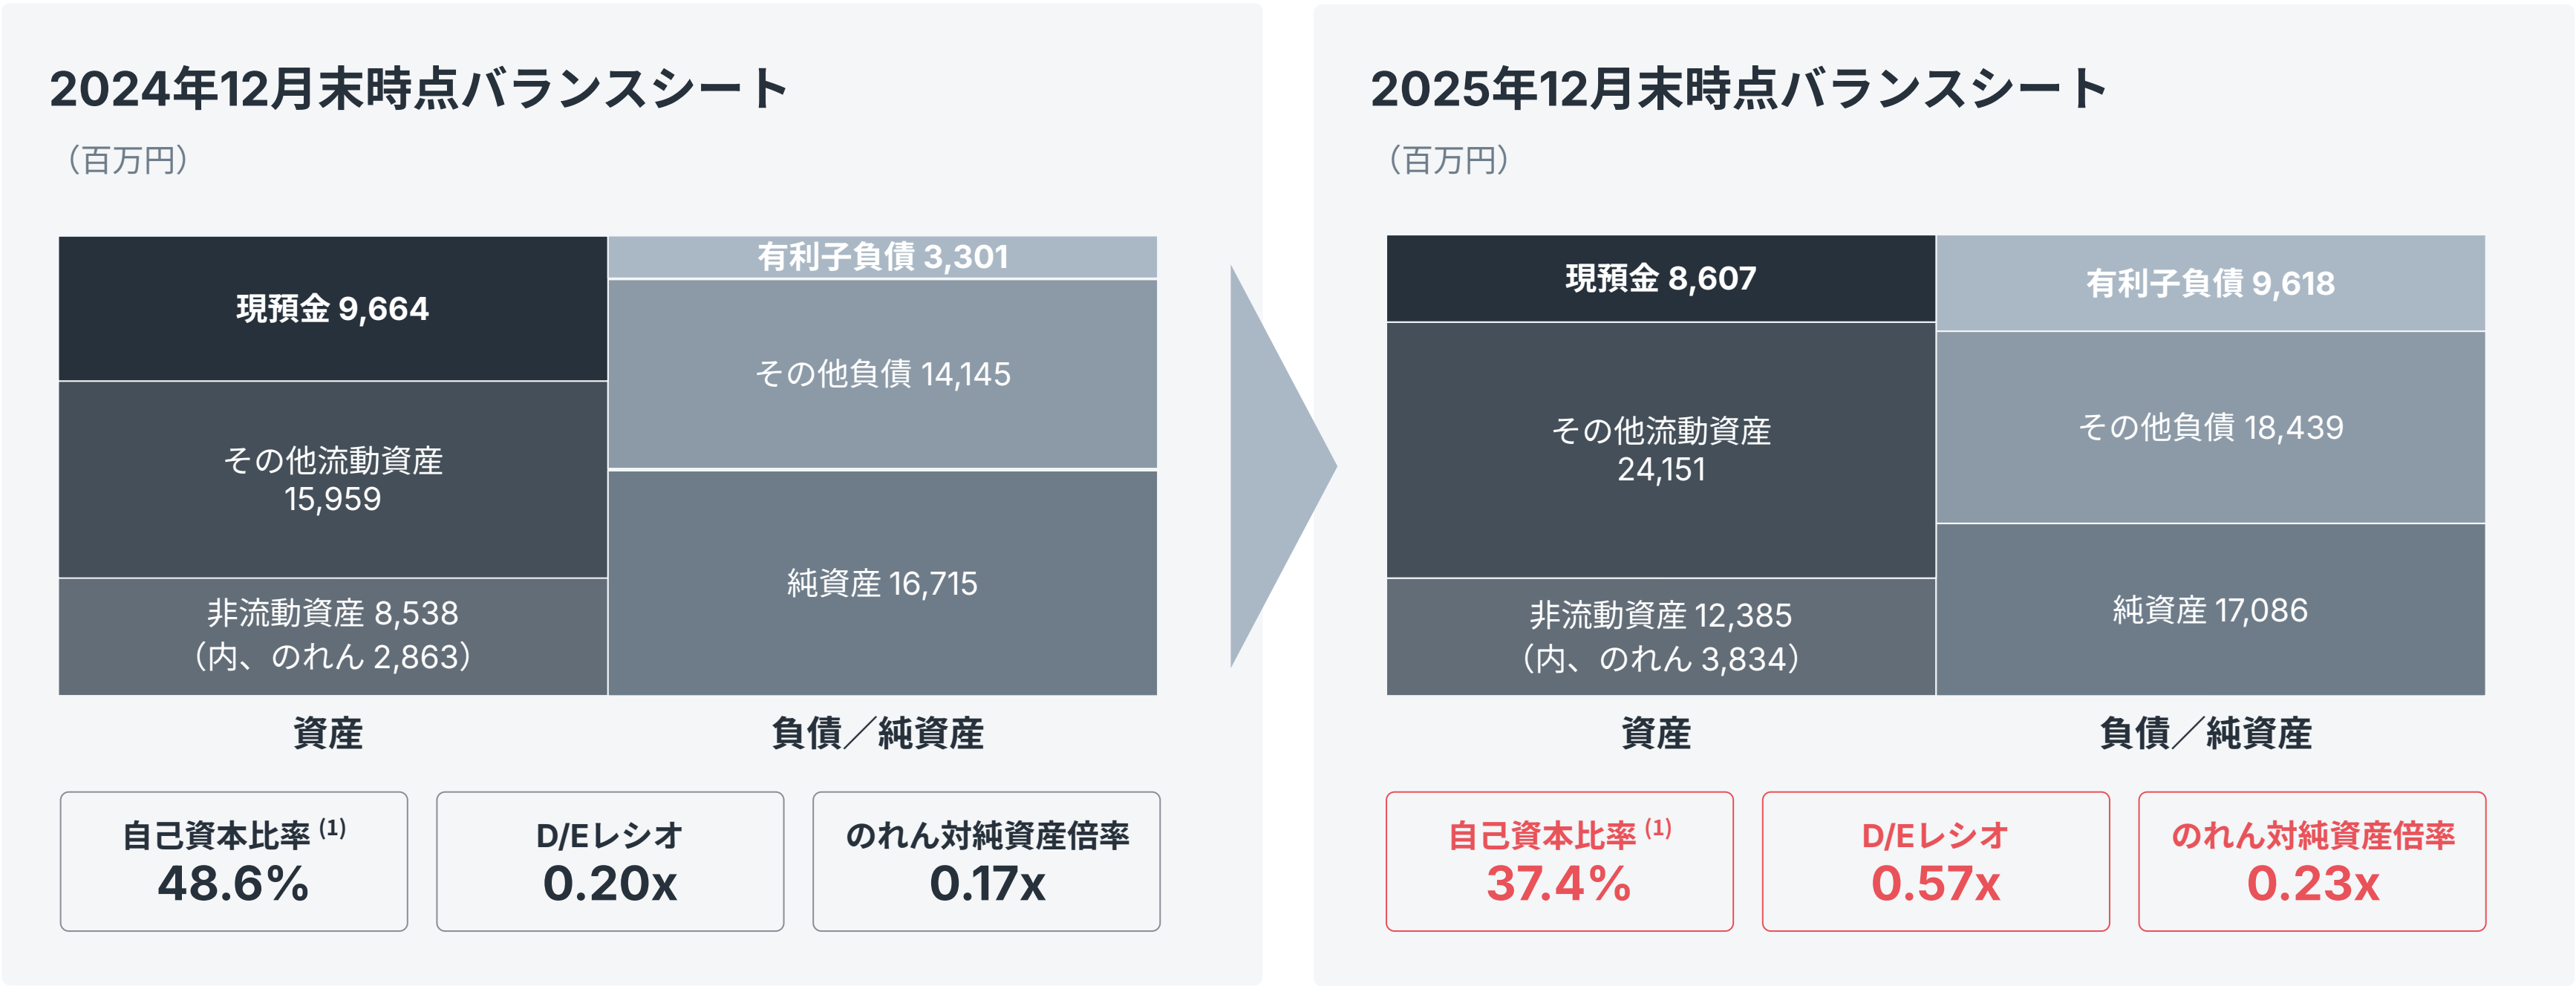 2024年12月末時点バランスシート
（百万円）
現預金 9,664
その他流動資産
15,959
非流動資産 8,538
（内、のれん 2,863）
有利子負債 3,301
その他負債 14,145
純資産 16,715
資産
負債／純資産
自己資本比率 (1)
48.6%
D/Eレシオ
0.20x
のれん対純資産倍率
0.17x
2025年12月末時点バランスシート
（百万円）
現預金 8,607
その他流動資産
24,151
非流動資産 12,385
（内、のれん 3,834）
有利子負債 9,618
その他負債 18,439
純資産 17,086
資産
負債／純資産
自己資本比率 (1)
37.4%
D/Eレシオ
0.57x
のれん対純資産倍率
0.23x